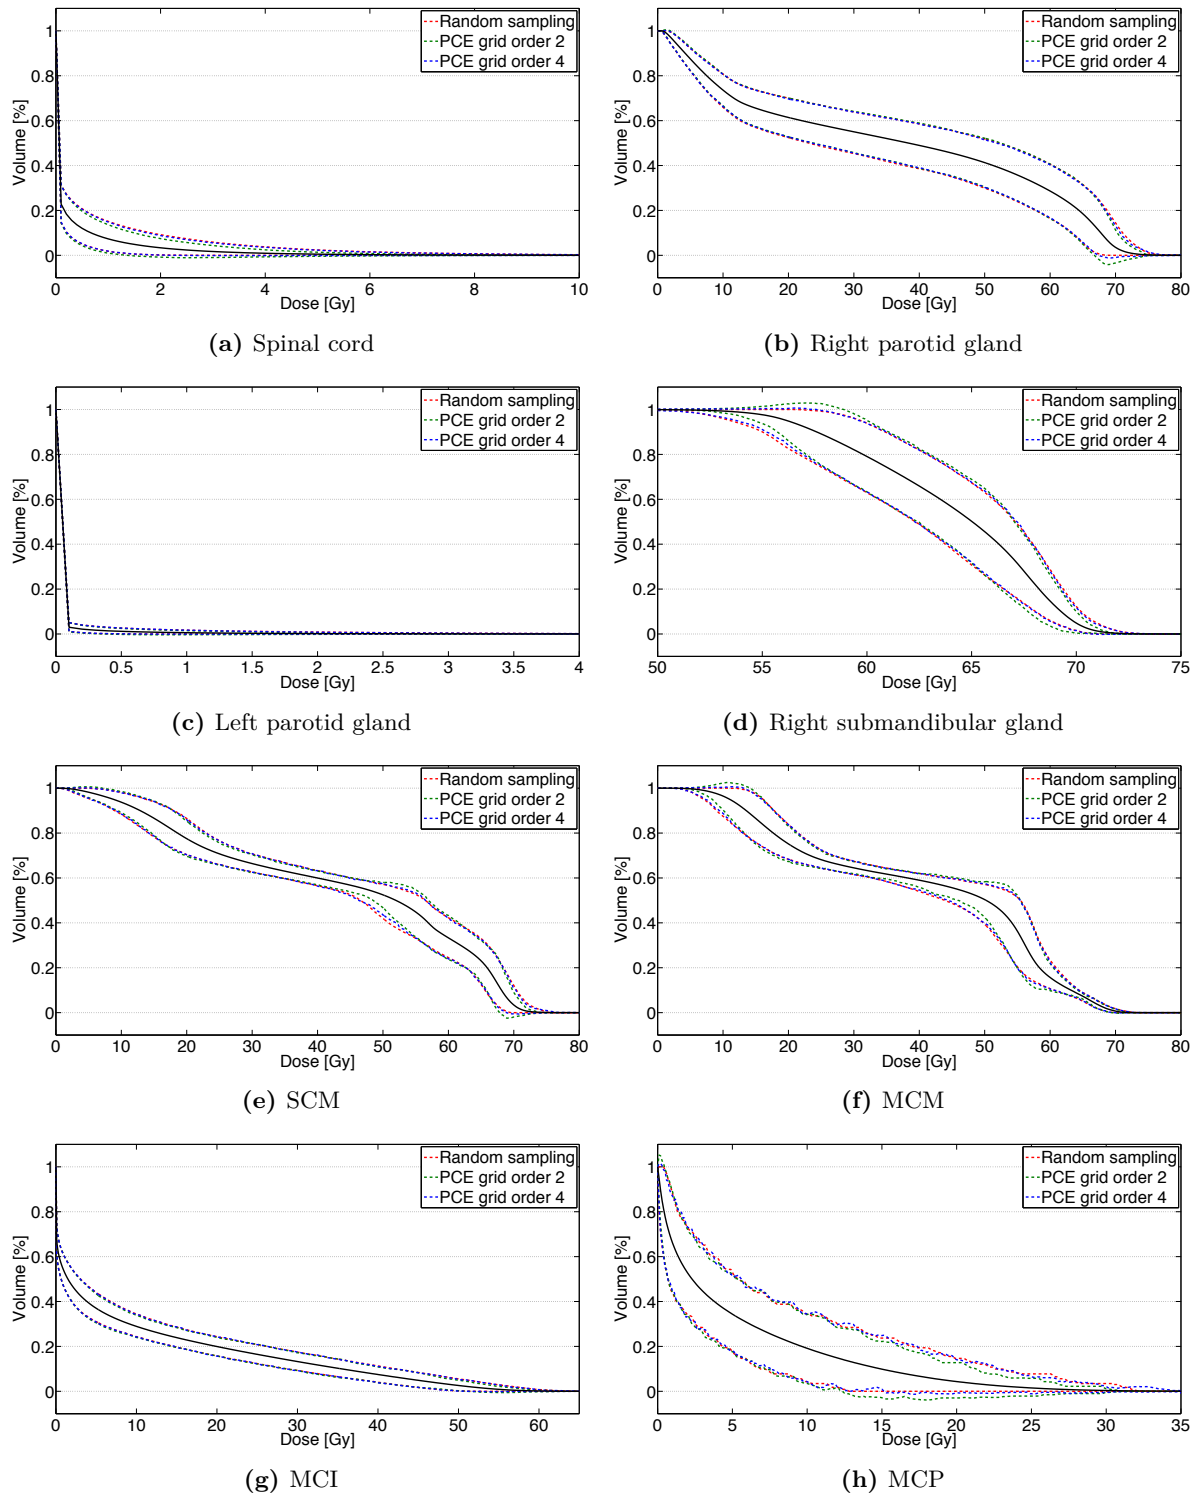 Random sampling
PCE grid order 2
PCE grid order 4
Volume [%]
1
0.8
0.6
0.4
0.2
0
0 2 4 6 8 10
Dose [Gy]
(a) Spinal cord
Random sampling
PCE grid order 2
PCE grid order 4
Volume [%]
1
0.8
0.6
0.4
0.2
0
0 10 20 30 40 50 60 70 80
Dose [Gy]
(b) Right parotid gland
Random sampling
PCE grid order 2
PCE grid order 4
Volume [%]
1
0.8
0.6
0.4
0.2
0
0 0.5 1 1.5 2 2.5 3 3.5 4
Dose [Gy]
(c) Left parotid gland
Random sampling
PCE grid order 2
PCE grid order 4
Volume [%]
1
0.8
0.6
0.4
0.2
0
50 55 60 65 70 75
Dose [Gy]
(d) Right submandibular gland
Random sampling
PCE grid order 2
PCE grid order 4
Volume [%]
1
0.8
0.6
0.4
0.2
0
0 10 20 30 40 50 60 70 80
Dose [Gy]
(e) SCM
Random sampling
PCE grid order 2
PCE grid order 4
Volume [%]
1
0.8
0.6
0.4
0.2
0
0 10 20 30 40 50 60 70 80
Dose [Gy]
(f) MCM
Random sampling
PCE grid order 2
PCE grid order 4
Volume [%]
1
0.8
0.6
0.4
0.2
0
0 10 20 30 40 50 60
Dose [Gy]
(g) MCI
Random sampling
PCE grid order 2
PCE grid order 4
Volume [%]
1
0.8
0.6
0.4
0.2
0
0 5 10 15 20 25 30 35
Dose [Gy]
(h) MCP